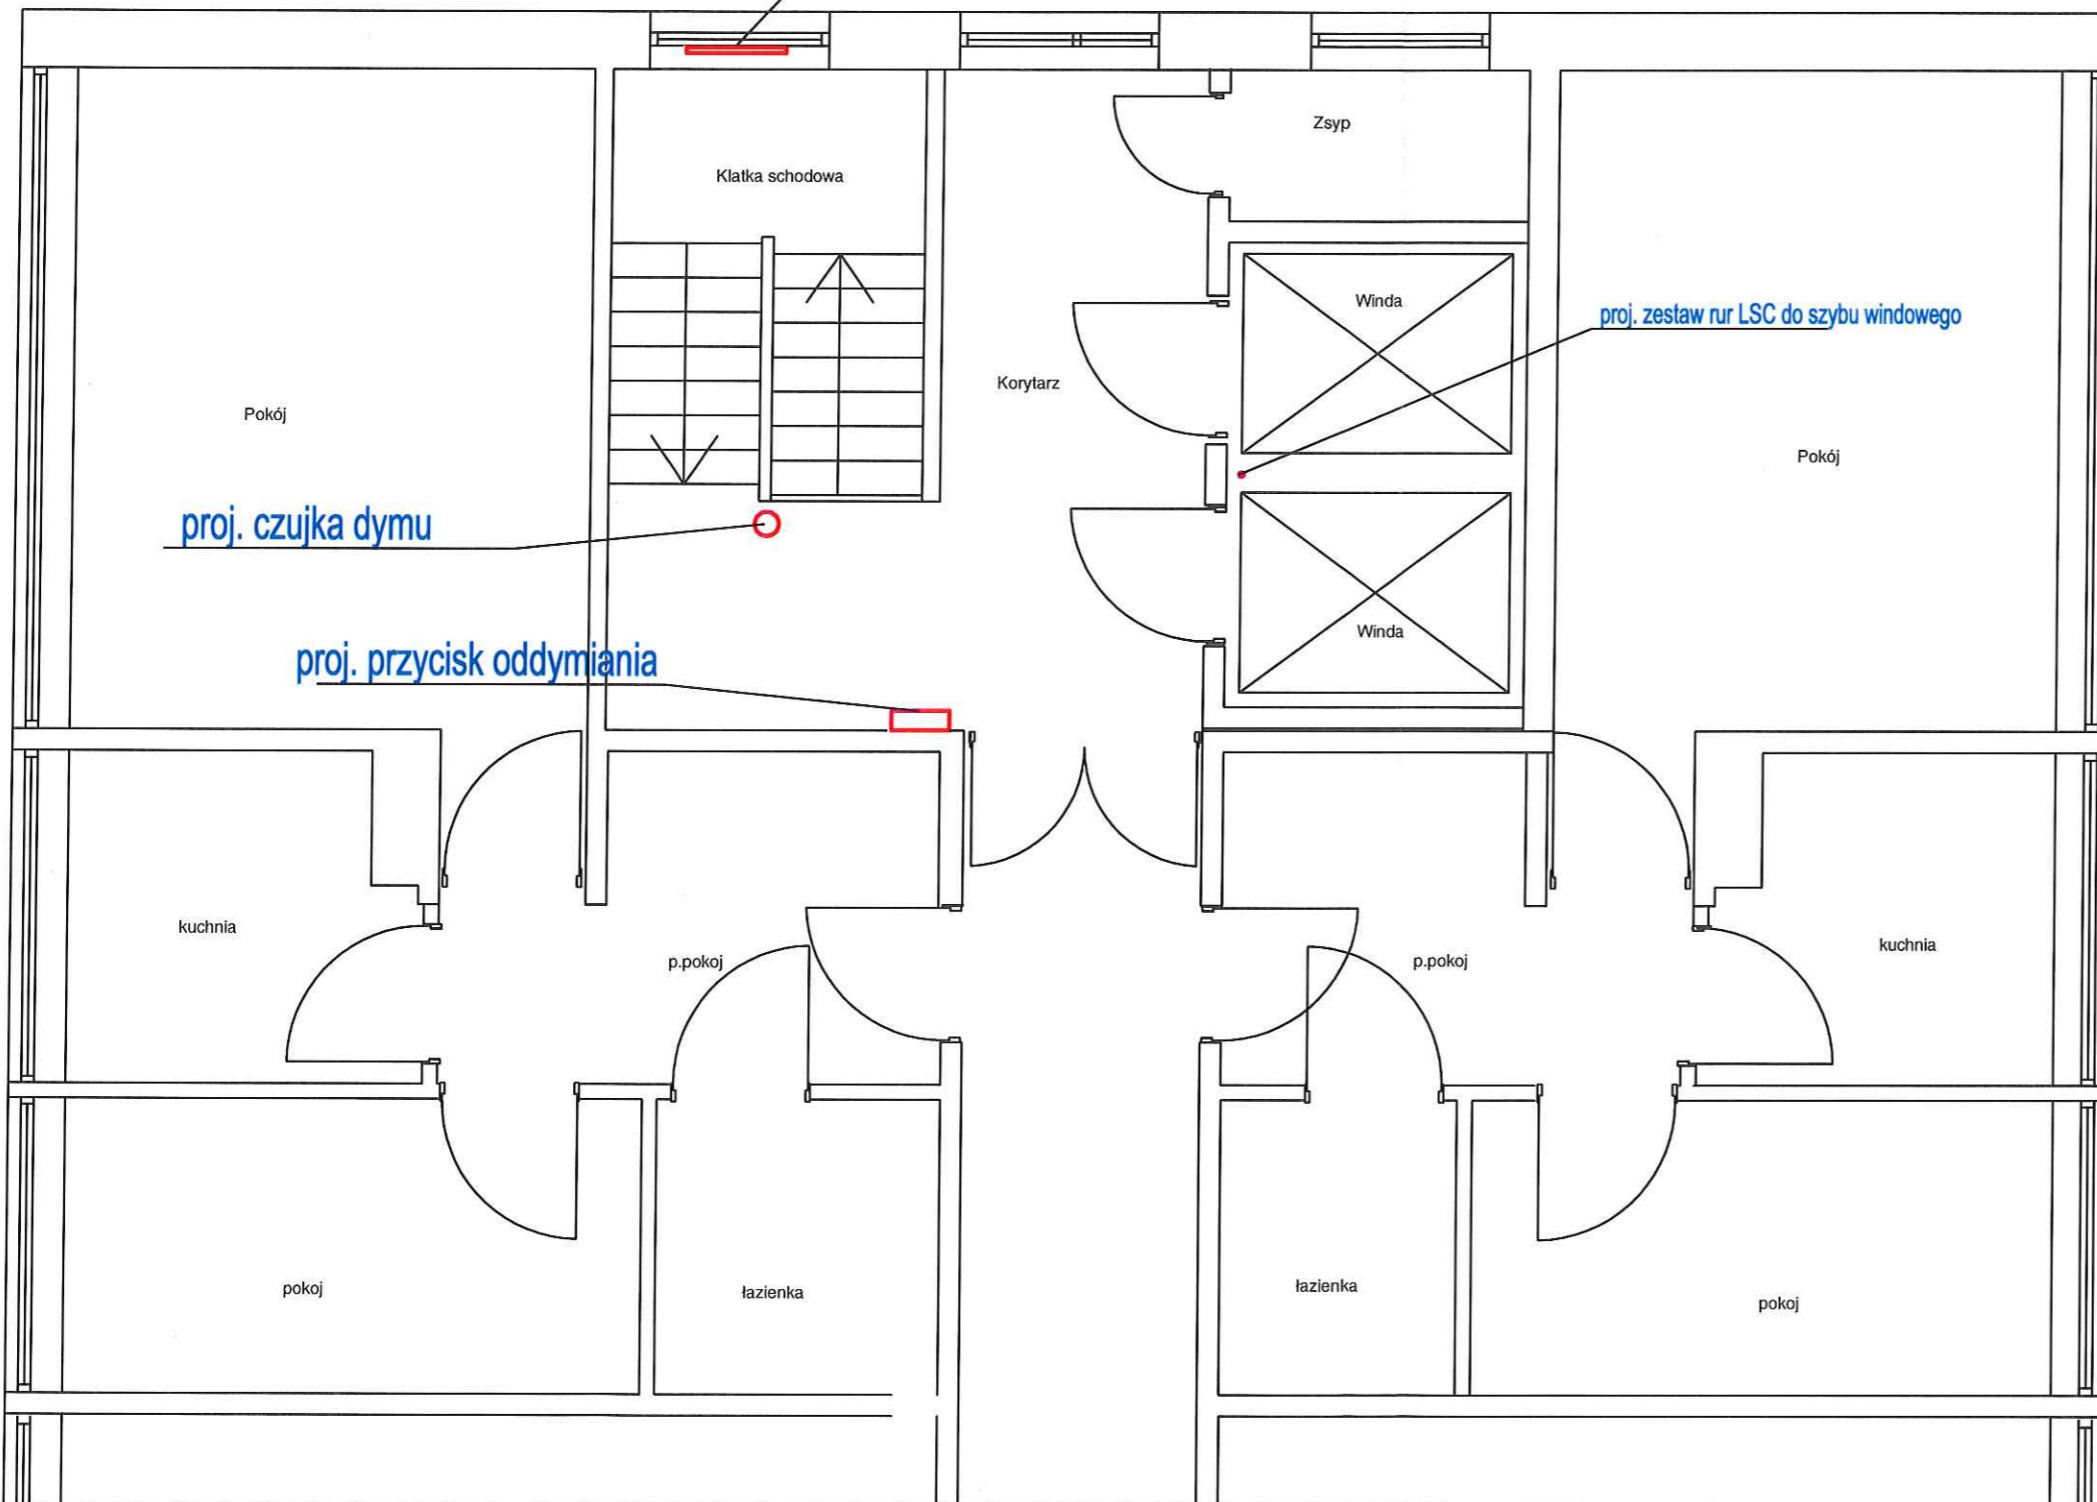 Zsyp
Klatka schodowa
Winda
proj. zestaw rur LSC do szybu windowego
Korytarz
Pokój
Pokój
proj. czujka dymu
Winda
proj. przycisk oddymiania
kuchnia
p.pokoj
p.pokoj
kuchnia
pokoj
łazienka
łazienka
pokoj